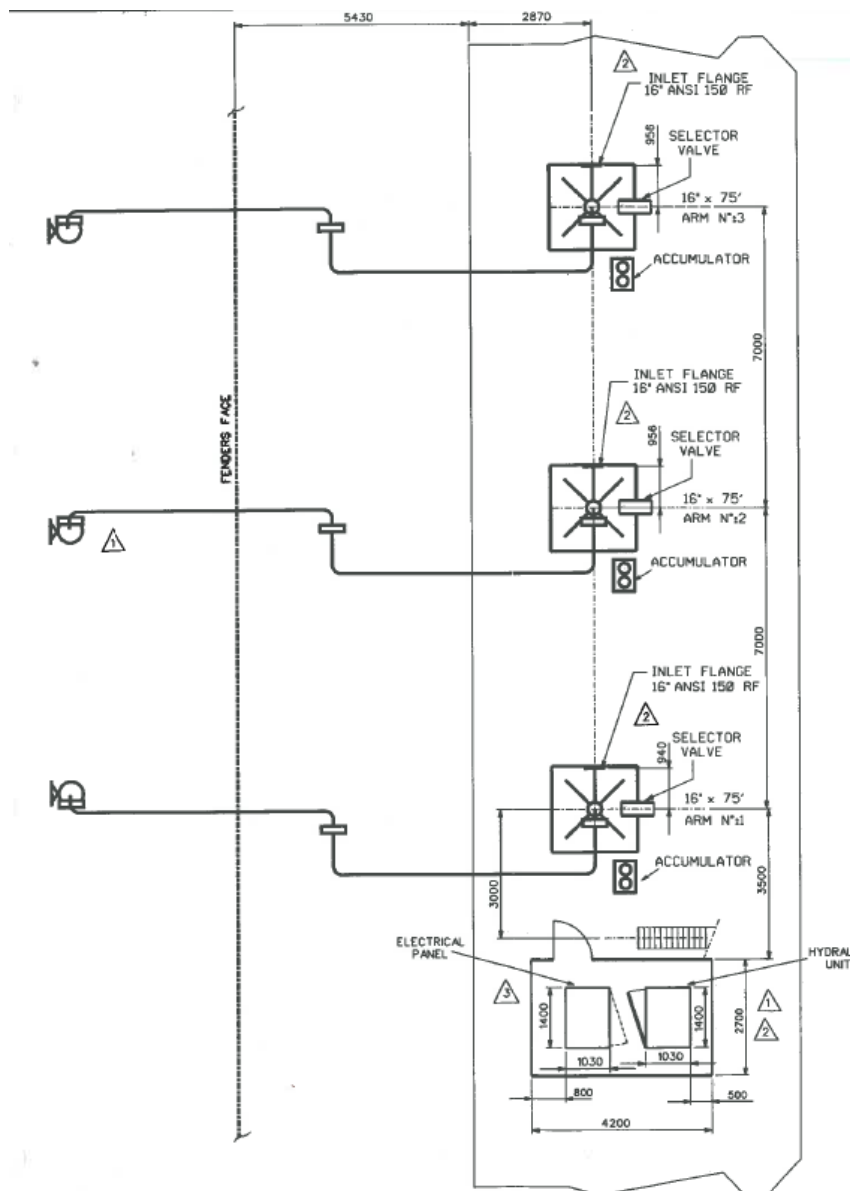 5430
2870
2
INLET FLANGE
16" ANSI 150 RF
956
SELECTOR
VALVE
16" x 75'
ARM N°:3
ACCUMULATOR
7000
INLET FLANGE
16" ANSI 150 RF
2
956
SELECTOR
VALVE
FENDERS FACE
16" x 75'
ARM N°:2
1
ACCUMULATOR
7000
INLET FLANGE
16" ANSI 150 RF
2
940
SELECTOR
VALVE
16" x 75'
ARM N°:1
ACCUMULATOR
3000
3500
ELECTRICAL
PANEL
HYDRAL
UNIT
3
1
2
1400
1400
2700
1030
1030
800
500
4200